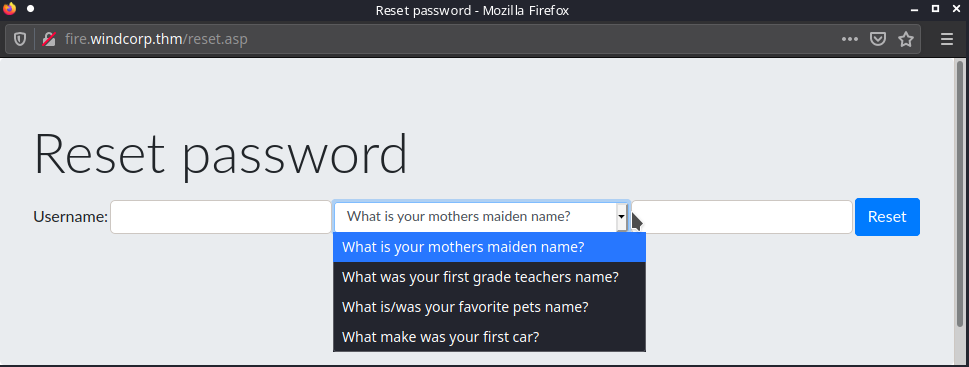 Reset password - Mozilla Firefox
fire.windcorp.thm/reset.asp
Reset password
Username: What is your mothers maiden name? Reset
What is your mothers maiden name?
What was your first grade teachers name?
What is/was your favorite pets name?
What make was your first car?